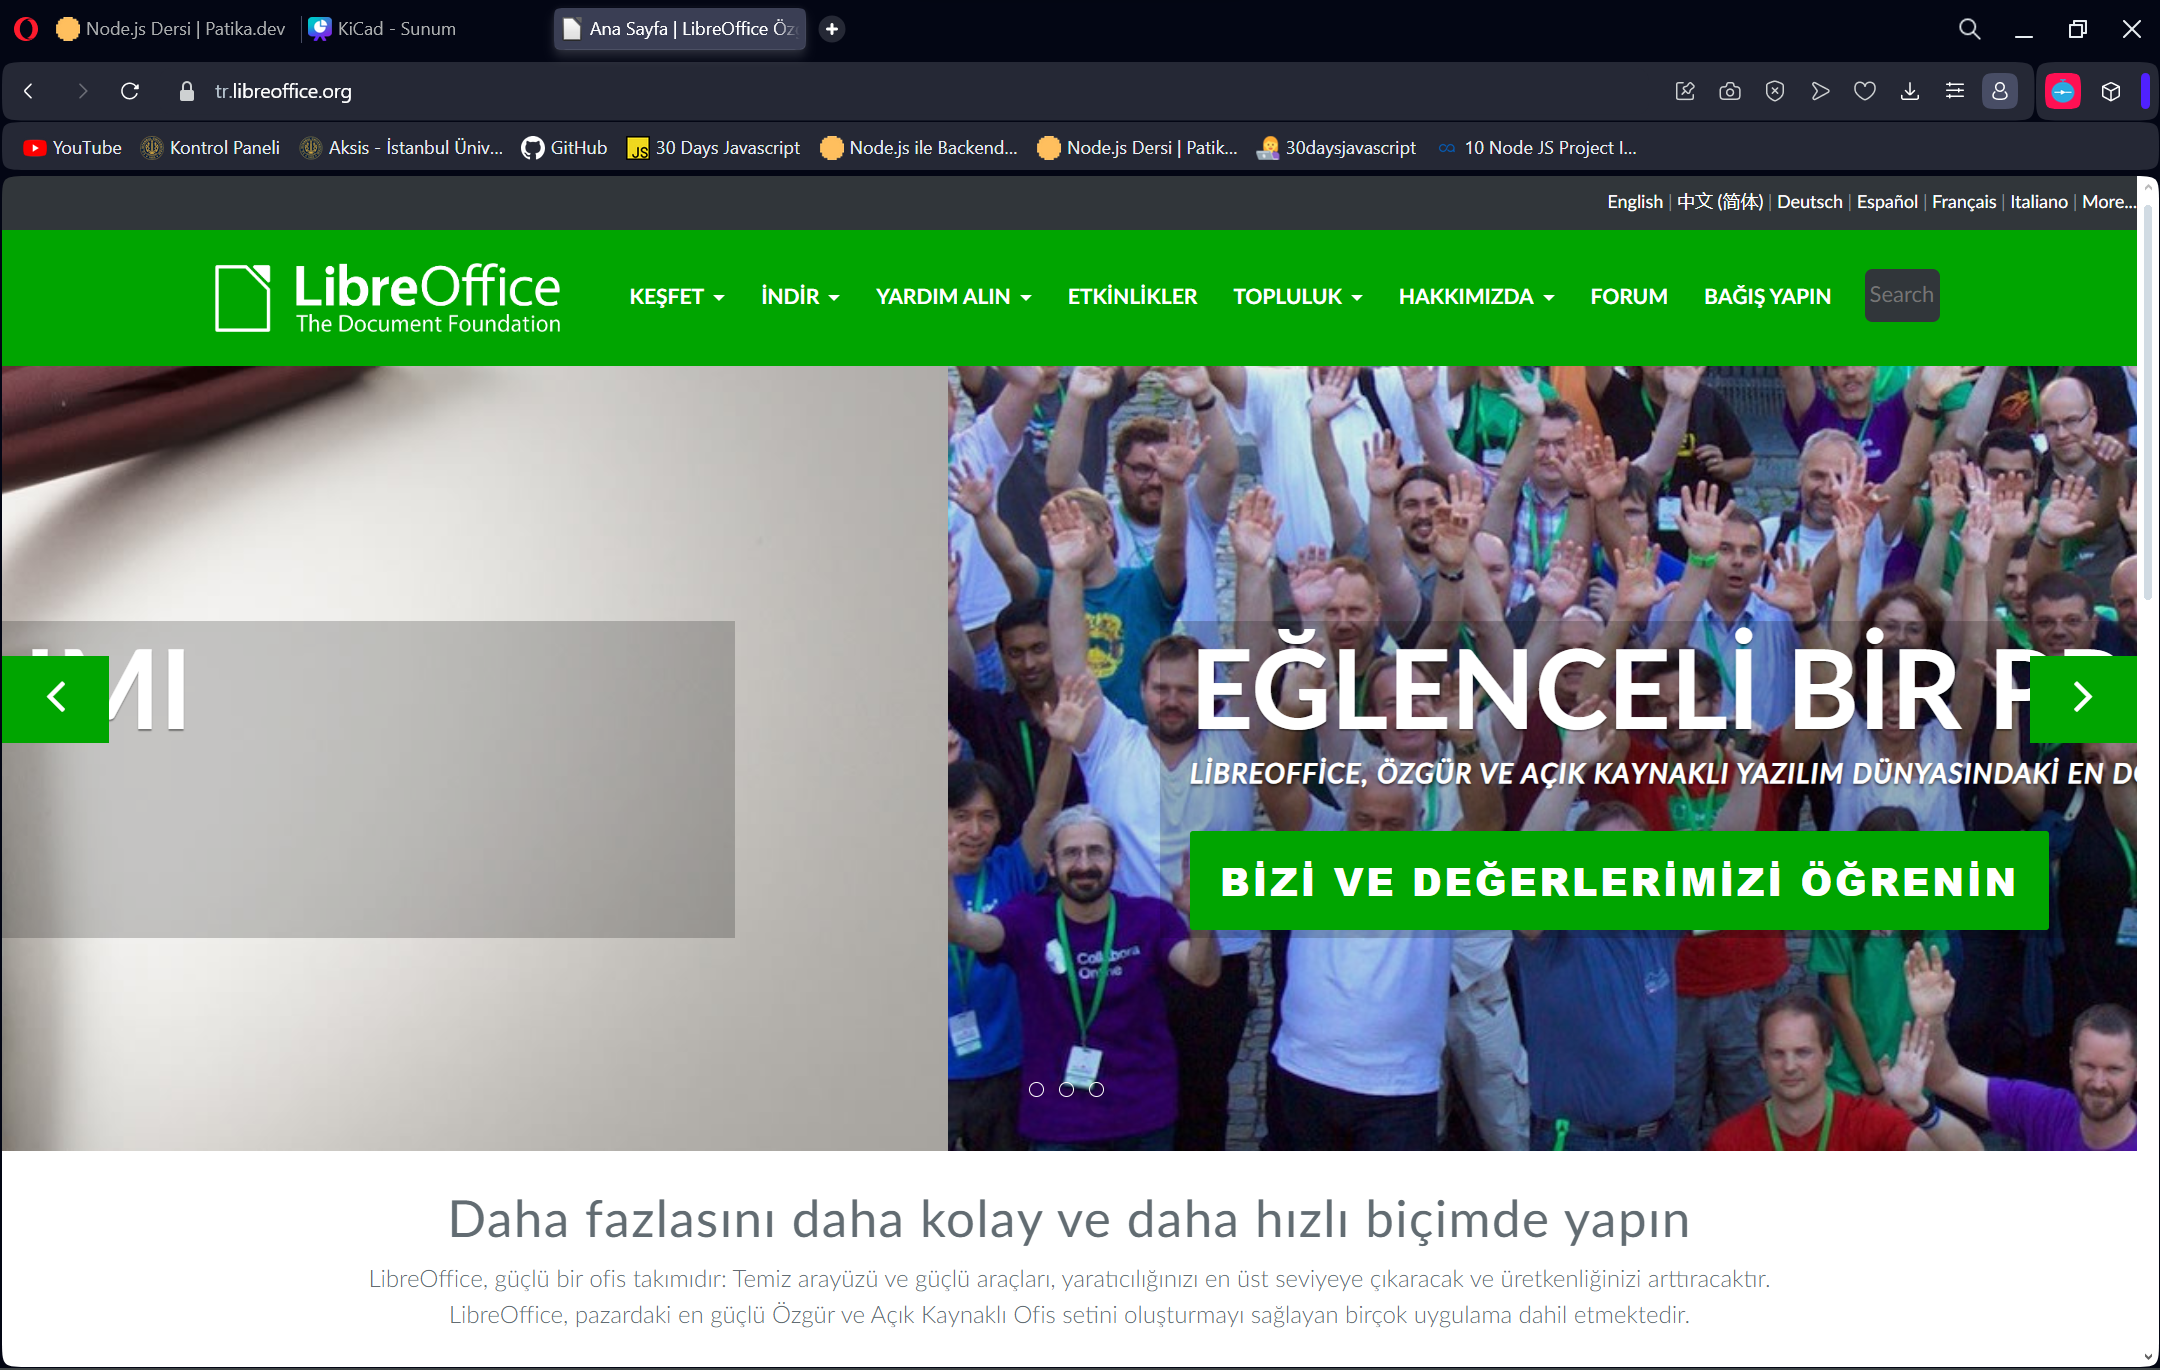 Node.js Dersi | Patika.dev
KiCad - Sunum
Ana Sayfa | LibreOffice Öz
tr.libreoffice.org
YouTube
Kontrol Paneli
Aksis - İstanbul Üniv...
GitHub
JS
30 Days Javascript
Node.js ile Backend...
Node.js Dersi | Patik...
30daysjavascript
10 Node JS Project I...
English | 中文 (简体) | Deutsch | Español | Français | Italiano | More...
LibreOffice
The Document Foundation
KEŞFET
İNDİR
YARDIM ALIN
ETKİNLİKLER
TOPLULUK
HAKKIMIZDA
FORUM
BAĞIŞ YAPIN
Search
EĞLENCELİ BİR
LİBREOFFİCE, ÖZGÜR VE AÇIK KAYNAKLI YAZILIM DÜNYASINDAKİ EN
BİZİ VE DEĞERLERİMİZİ ÖĞRENİN
Collabora
Online
Daha fazlasını daha kolay ve daha hızlı biçimde yapın
LibreOffice, güçlü bir ofis takımıdır: Temiz arayüzü ve güçlü araçları, yaratıcılığınızı en üst seviyeye çıkaracak ve üretkenliğinizi arttıracaktır.
LibreOffice, pazardaki en güçlü Özgür ve Açık Kaynaklı Ofis setini oluşturmayı sağlayan birçok uygulama dahil etmektedir.